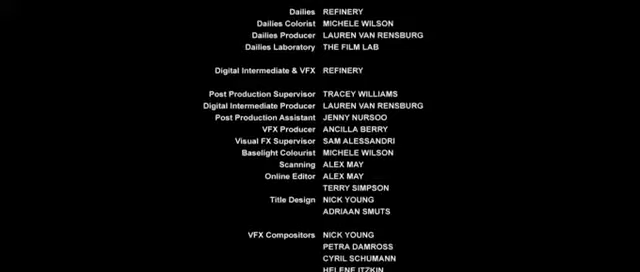 Dailies REFINERY
Dailies Colorist MICHELE WILSON
Dailies Producer LAUREN VAN RENSBURG
Dailies Laboratory THE FILM LAB
Digital Intermediate & VFX REFINERY
Post Production Supervisor TRACEY WILLIAMS
Digital Intermediate Producer LAUREN VAN RENSBURG
Post Production Assistant JENNY NURSOO
VFX Producer ANCILLA BERRY
Visual FX Supervisor SAM ALESSANDRI
Baselight Colourist MICHELE WILSON
Scanning ALEX MAY
Online Editor ALEX MAY
TERRY SIMPSON
Title Design NICK YOUNG
ADRIAAN SMUTS
VFX Compositors NICK YOUNG
PETRA DAMROSS
CYRIL SCHUMANN
HELENE ITZKIN